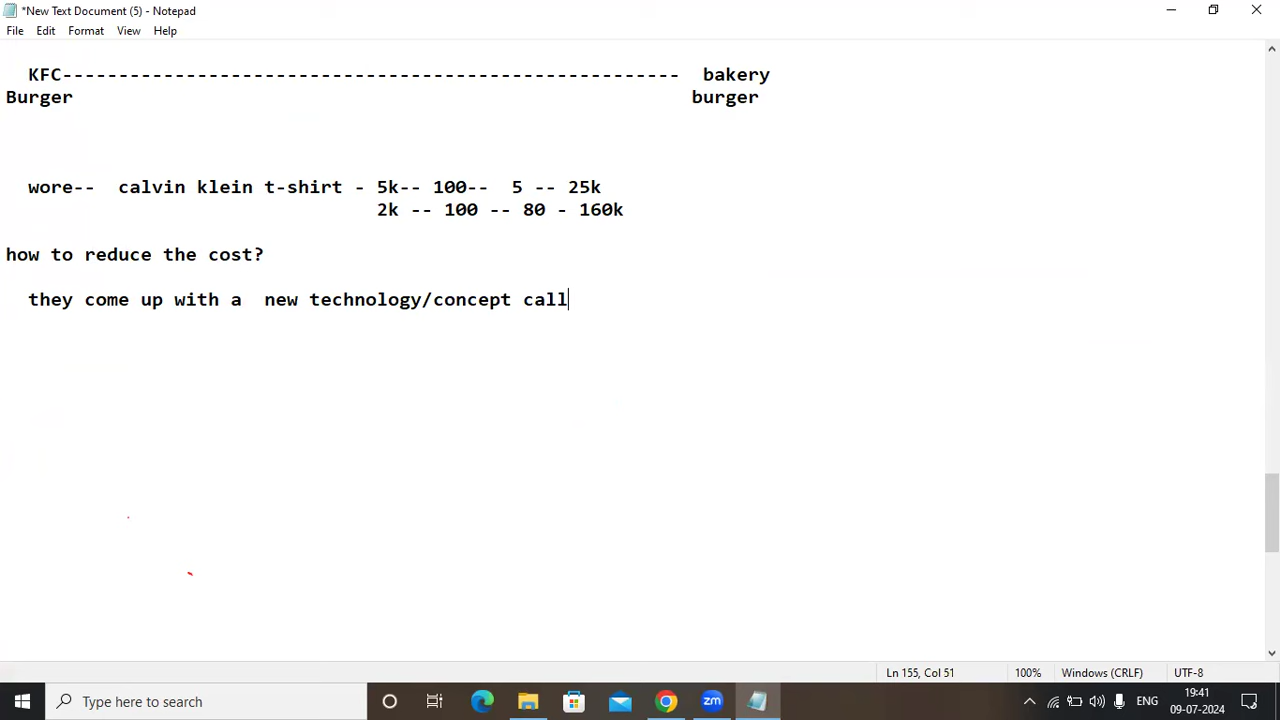 *New Text Document (5) - Notepad
File Edit Format View Help
KFC------------------------------------------------------- bakery
Burger burger
wore-- calvin klein t-shirt - 5k-- 100-- 5 -- 25k
2k -- 100 -- 80 - 160k
how to reduce the cost?
they come up with a new technology/concept call
Ln 155, Col 51 100% Windows (CRLF) UTF-8
Type here to search zm ENG 19:41
09-07-2024